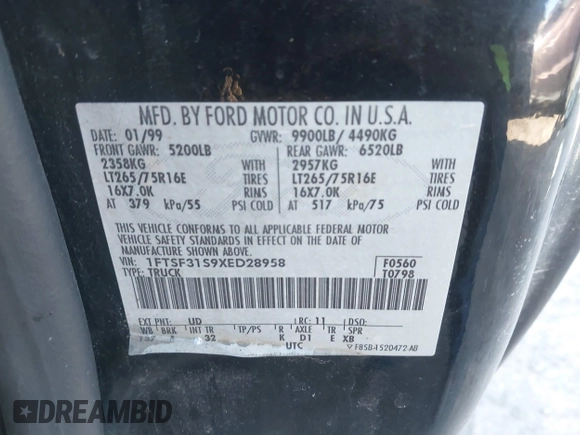 MFD. BY FORD MOTOR CO. IN U.S.A.
DATE: 01/99 GVWR: 9900LB/ 4490KG
FRONT GAWR: 5200LB REAR GAWR: 6520LB
2358KG WITH 2957KG WITH
LT265/75R16E TIRES LT265/75R16E TIRES
16X7.0K RIMS 16X7.0K RIMS
AT 379 kPa/55 PSI COLD AT 517 kPa/75 PSI COLD
THIS VEHICLE CONFORMS TO ALL APPLICABLE FEDERAL MOTOR
VEHICLE SAFETY STANDARDS IN EFFECT ON THE DATE OF MANUFACTURE
SHOWN ABOVE.
VIN: 1FTSF31S9XED28958 F0560
TYPE: TRUCK T0798
EXT PNT: UD RC: 11 DSO:
WB BRK INT TR TP/PS R AXLE TR SPR
32 K D1 E XB
UTC F85B-1520472-AB
DREAMBID